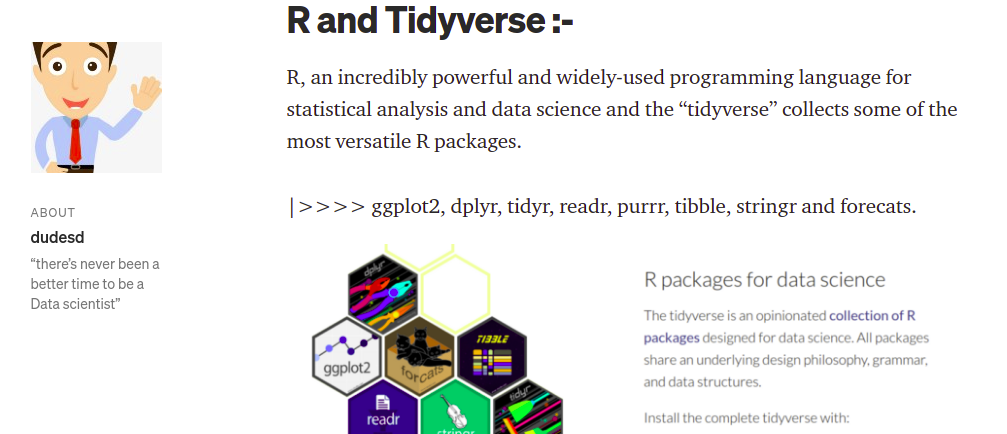 R and Tidyverse :-
R, an incredibly powerful and widely-used programming language for
statistical analysis and data science and the “tidyverse” collects some of the
most versatile R packages.
|>>>> ggplot2, dplyr, tidyr, readr, purrr, tibble, stringr and forecats.
ABOUT
dudesd
“there’s never been a
better time to be a
Data scientist”
dplyr
ggplot2
forcats
TIBBLE
readr
stringr
tidyr
R packages for data science
The tidyverse is an opinionated collection of R
packages designed for data science. All packages
share an underlying design philosophy, grammar,
and data structures.
Install the complete tidyverse with: